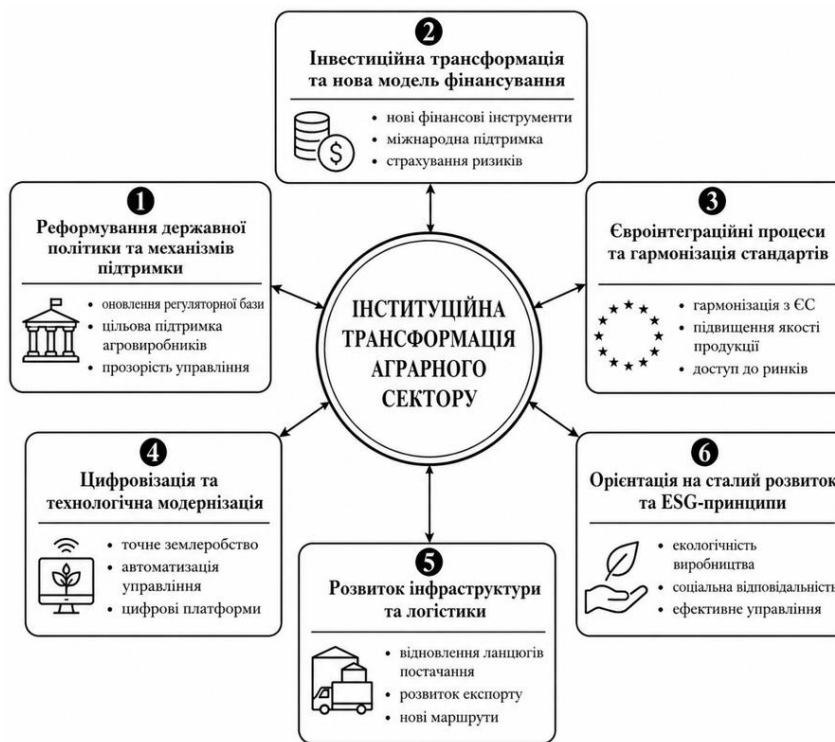 2
Інвестиційна трансформація
та нова модель фінансування
• нові фінансові інструменти
• міжнародна підтримка
• страхування ризиків
$
1
Реформування державної
політики та механізмів
підтримки
• оновлення регуляторної бази
• цільова підтримка
агровиробників
• прозорість управління
3
Євроінтеграційні процеси
та гармонізація стандартів
• гармонізація з ЄС
• підвищення якості
продукції
• доступ до ринків
ІНСТИТУЦІЙНА
ТРАНСФОРМАЦІЯ
АГРАРНОГО
СЕКТОРУ
4
Цифровізація та
технологічна модернізація
• точне землеробство
• автоматизація
управління
• цифрові платформи
6
Орієнтація на сталий розвиток
та ESG-принципи
• екологічність
виробництва
• соціальна відповідальність
• ефективне управління
5
Розвиток інфраструктури
та логістики
• відновлення ланцюгів
постачання
• розвиток експорту
• нові маршрути